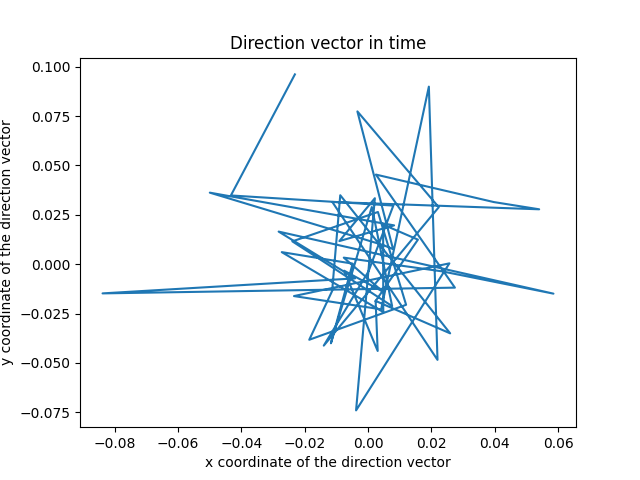 Direction vector in time
y coordinate of the direction vector
0.100
0.075
0.050
0.025
0.000
−0.025
−0.050
−0.075
−0.08 −0.06 −0.04 −0.02 0.00 0.02 0.04 0.06
x coordinate of the direction vector